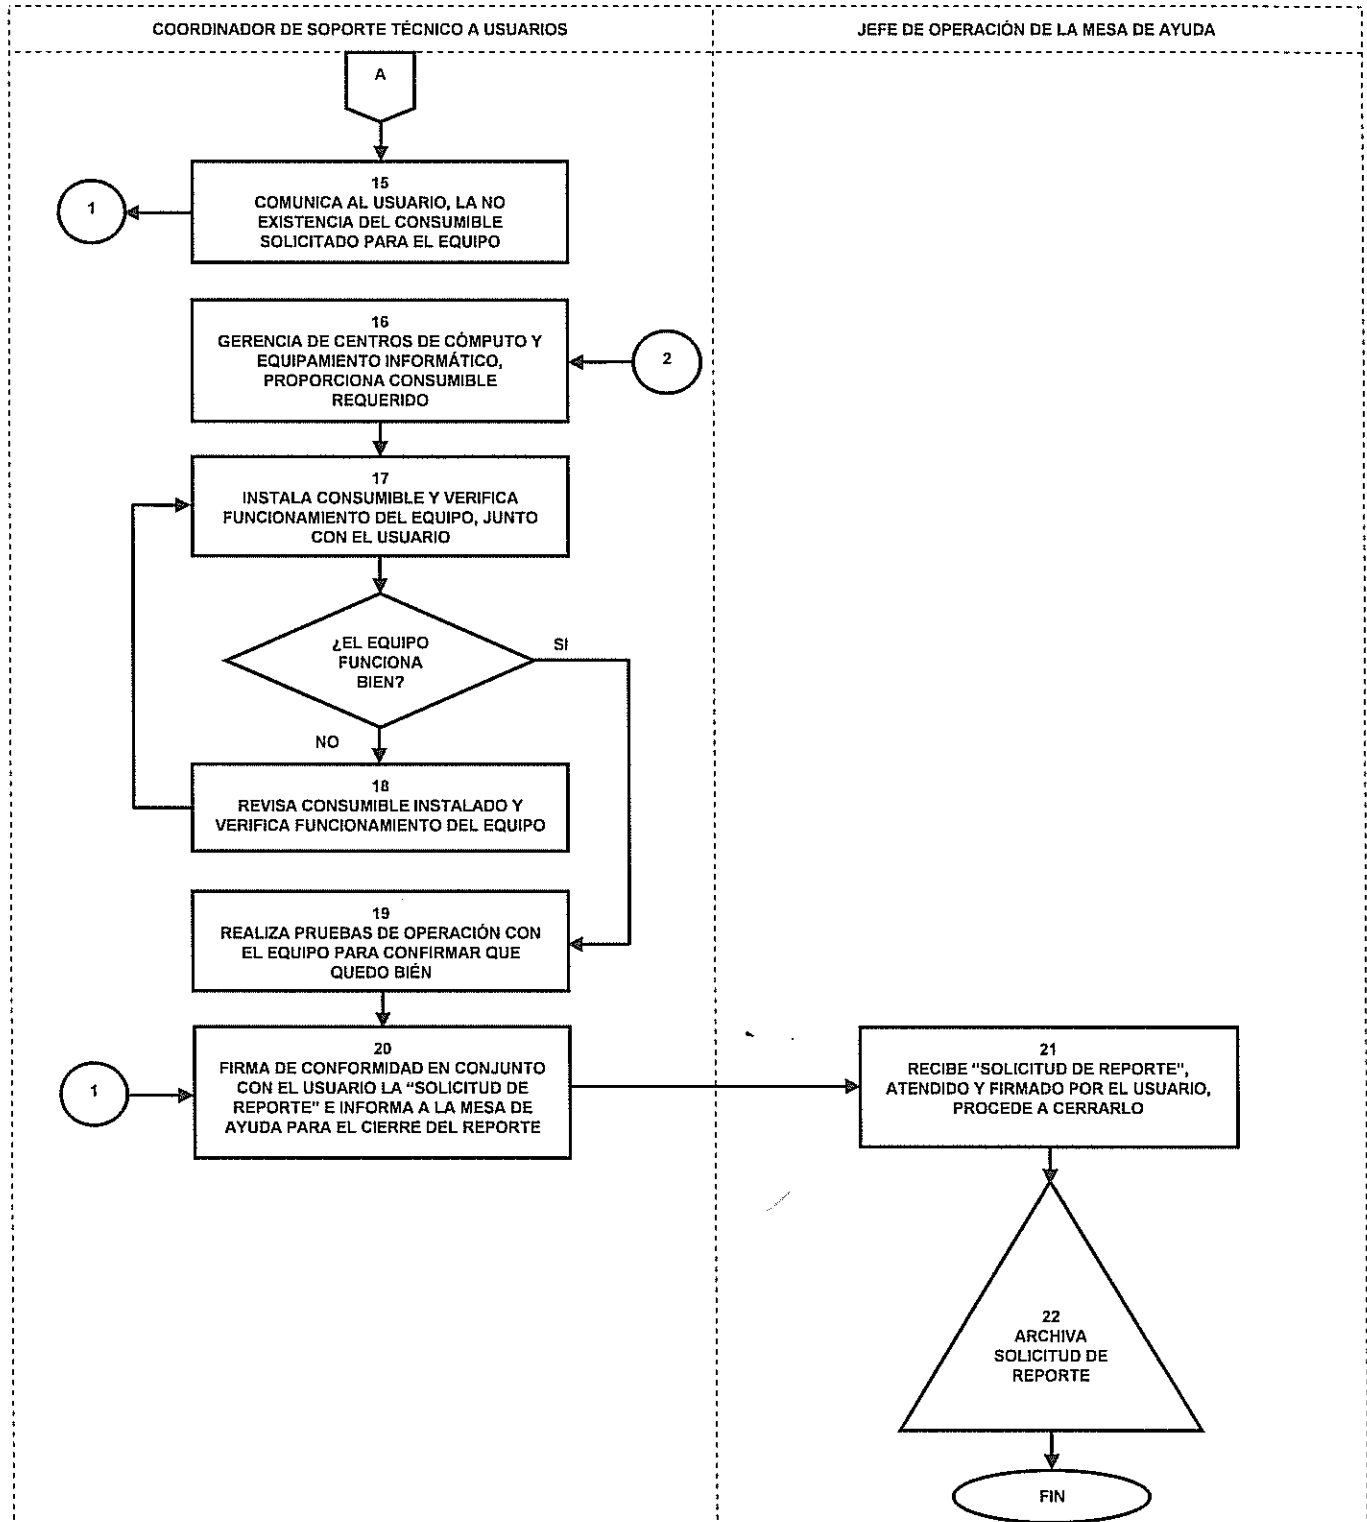 COORDINADOR DE SOPORTE TÉCNICO A USUARIOS
JEFE DE OPERACIÓN DE LA MESA DE AYUDA
A
15
COMUNICA AL USUARIO, LA NO
EXISTENCIA DEL CONSUMIBLE
SOLICITADO PARA EL EQUIPO
1
16
GERENCIA DE CENTROS DE CÓMPUTO Y
EQUIPAMIENTO INFORMÁTICO,
PROPORCIONA CONSUMIBLE
REQUERIDO
2
17
INSTALA CONSUMIBLE Y VERIFICA
FUNCIONAMIENTO DEL EQUIPO, JUNTO
CON EL USUARIO
¿EL EQUIPO
FUNCIONA
BIEN?
SI
NO
18
REVISA CONSUMIBLE INSTALADO Y
VERIFICA FUNCIONAMIENTO DEL EQUIPO
19
REALIZA PRUEBAS DE OPERACIÓN CON
EL EQUIPO PARA CONFIRMAR QUE
QUEDO BIÉN
1
20
FIRMA DE CONFORMIDAD EN CONJUNTO
CON EL USUARIO LA “SOLICITUD DE
REPORTE” E INFORMA A LA MESA DE
AYUDA PARA EL CIERRE DEL REPORTE
21
RECIBE "SOLICITUD DE REPORTE",
ATENDIDO Y FIRMADO POR EL USUARIO,
PROCEDE A CERRARLO
22
ARCHIVA
SOLICITUD DE
REPORTE
FIN